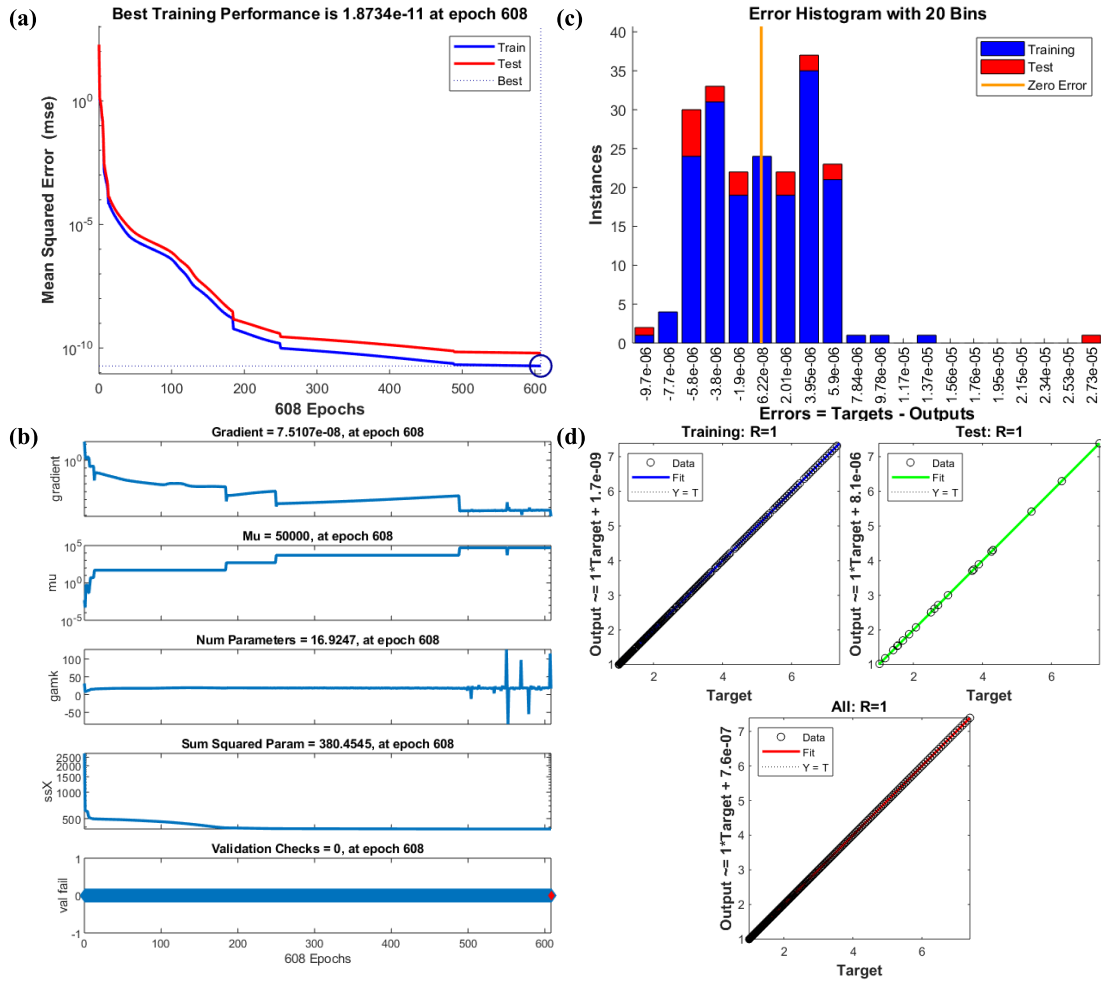 (a)
Best Training Performance is 1.8734e-11 at epoch 608
Mean Squared Error (mse)
10^0
10^-5
10^-10
Train
Test
Best
0
100
200
300
400
500
600
608 Epochs
(c)
Error Histogram with 20 Bins
Instances
40
35
30
25
20
15
10
5
0
Training
Test
Zero Error
-9.7e-06
-7.7e-06
-5.8e-06
-3.8e-06
-1.9e-06
6.22e-08
2.01e-06
3.95e-06
5.9e-06
7.84e-06
9.78e-06
1.17e-05
1.37e-05
1.56e-05
1.76e-05
1.95e-05
2.15e-05
2.34e-05
2.53e-05
2.73e-05
Errors = Targets - Outputs
(b)
Gradient = 7.5107e-08, at epoch 608
gradient
10^0
Mu = 50000, at epoch 608
mu
10^5
10^0
10^-5
Num Parameters = 16.9247, at epoch 608
gamk
100
50
0
-50
Sum Squared Param = 380.4545, at epoch 608
ssX
2500
2000
1500
1000
500
Validation Checks = 0, at epoch 608
val fail
1
0
-1
0
100
200
300
400
500
600
608 Epochs
(d)
Training: R=1
Output ~= 1*Target + 1.7e-09
7
6
5
4
3
2
1
Data
Fit
Y = T
2
4
6
Target
Test: R=1
Output ~= 1*Target + 8.1e-06
7
6
5
4
3
2
1
Data
Fit
Y = T
2
4
6
Target
All: R=1
Output ~= 1*Target + 7.6e-07
7
6
5
4
3
2
1
Data
Fit
Y = T
2
4
6
Target